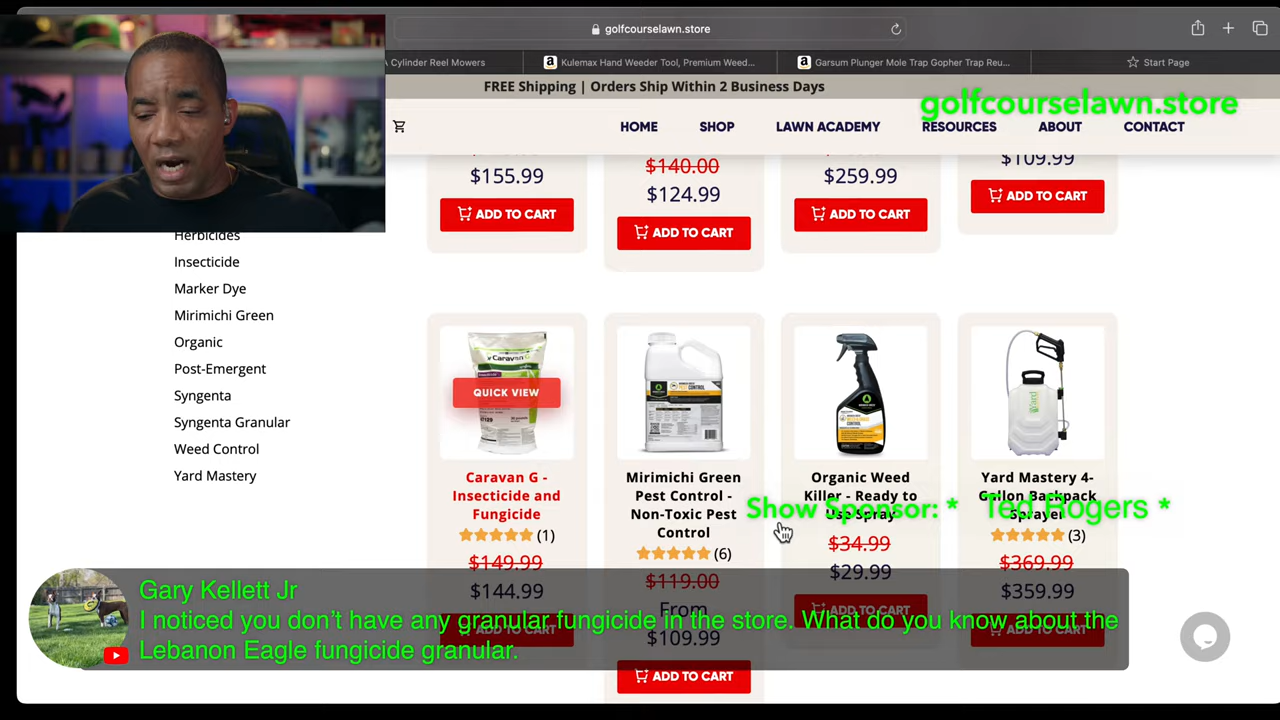 golfcourselawn.store
A Cylinder Reel Mowers
Kulemax Hand Weeder Tool, Premium Weed...
Garsum Plunger Mole Trap Gopher Trap Reu...
Start Page
FREE Shipping | Orders Ship Within 2 Business Days
golfcourselawn.store
HOME
SHOP
LAWN ACADEMY
RESOURCES
ABOUT
CONTACT
$155.99
ADD TO CART
$140.00
$124.99
ADD TO CART
$259.99
ADD TO CART
$109.99
ADD TO CART
Herbicides
Insecticide
Marker Dye
Mirimichi Green
Organic
Post-Emergent
Syngenta
Syngenta Granular
Weed Control
Yard Mastery
Caravan G
QUICK VIEW
Caravan G -
Insecticide and
Fungicide
(1)
$149.99
$144.99
ADD TO CART
Mirimichi Green
Pest Control -
Non-Toxic Pest
Control
(6)
$119.00
From
$109.99
ADD TO CART
Organic Weed
Killer - Ready to
Use Spray
$34.99
$29.99
ADD TO CART
Yard Mastery 4-
Gallon Backpack
Sprayer
(3)
$369.99
$359.99
ADD TO CART
Show Sponsor: * Ted Rogers *
Gary Kellett Jr
I noticed you don't have any granular fungicide in the store. What do you know about the
Lebanon Eagle fungicide granular.